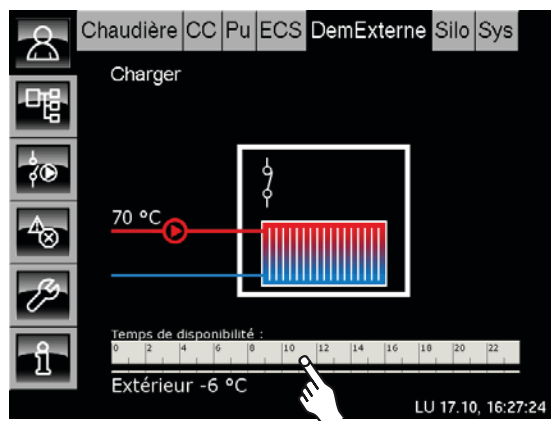 Chaudière CC Pu ECS DemExterne Silo Sys
Charger
70 °C
Temps de disponibilité :
0 2 4 6 8 10 12 14 16 18 20 22
Extérieur -6 °C
LU 17.10, 16:27:24